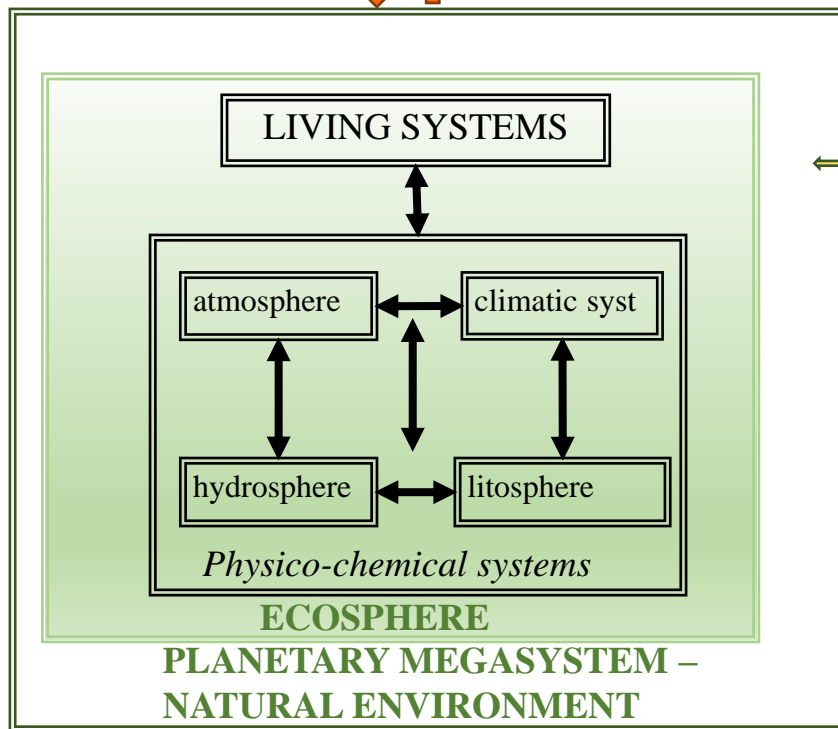 LIVING SYSTEMS
atmosphere
climatic syst
hydrosphere
litosphere
Physico-chemical systems
ECOSPHERE
PLANETARY MEGASYSTEM –
NATURAL ENVIRONMENT